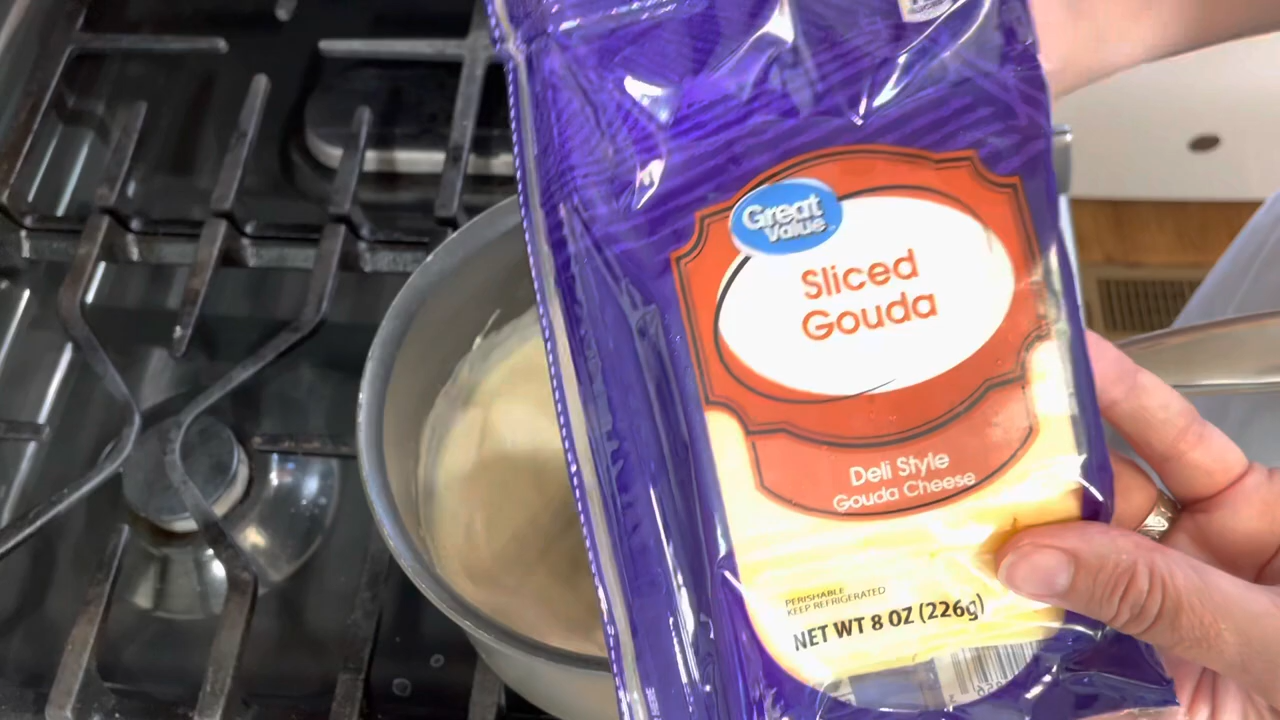 Great
Value
Sliced
Gouda
Deli Style
Gouda Cheese
PERISHABLE
KEEP REFRIGERATED
NET WT 8 OZ (226g)